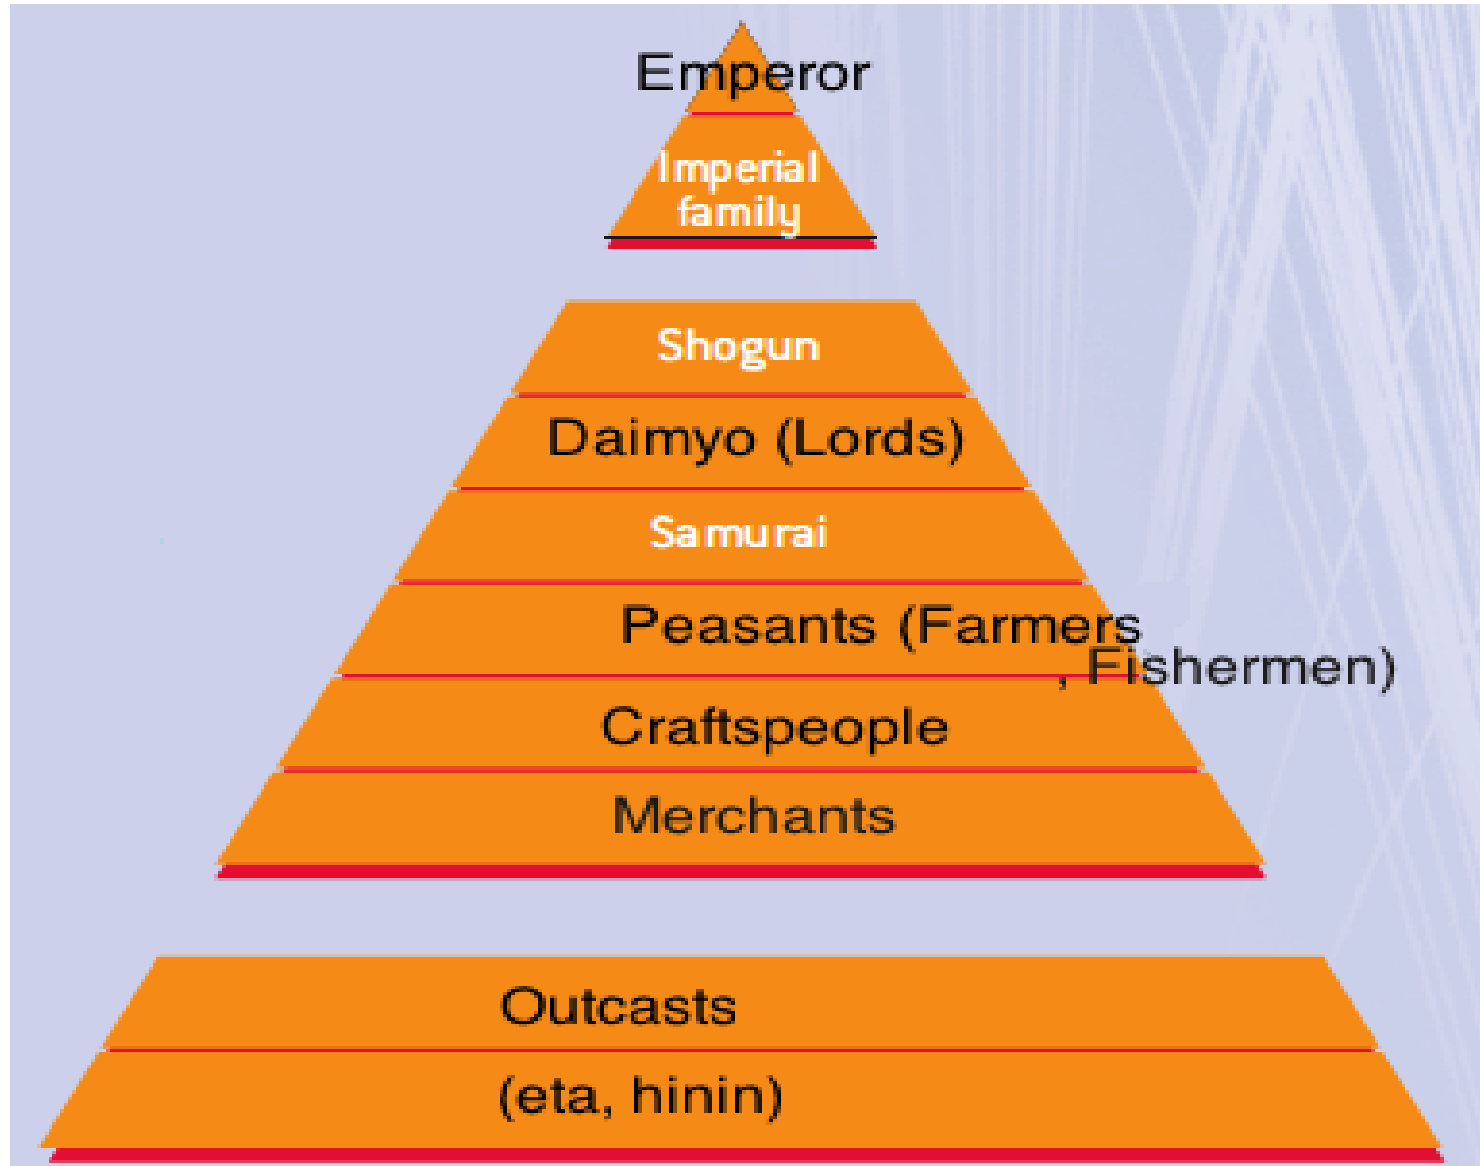 Emperor
Imperial
family
Shogun
Daimyo (Lords)
Samurai
Peasants (Farmers
, Fishermen)
Craftspeople
Merchants
Outcasts
(eta, hinin)